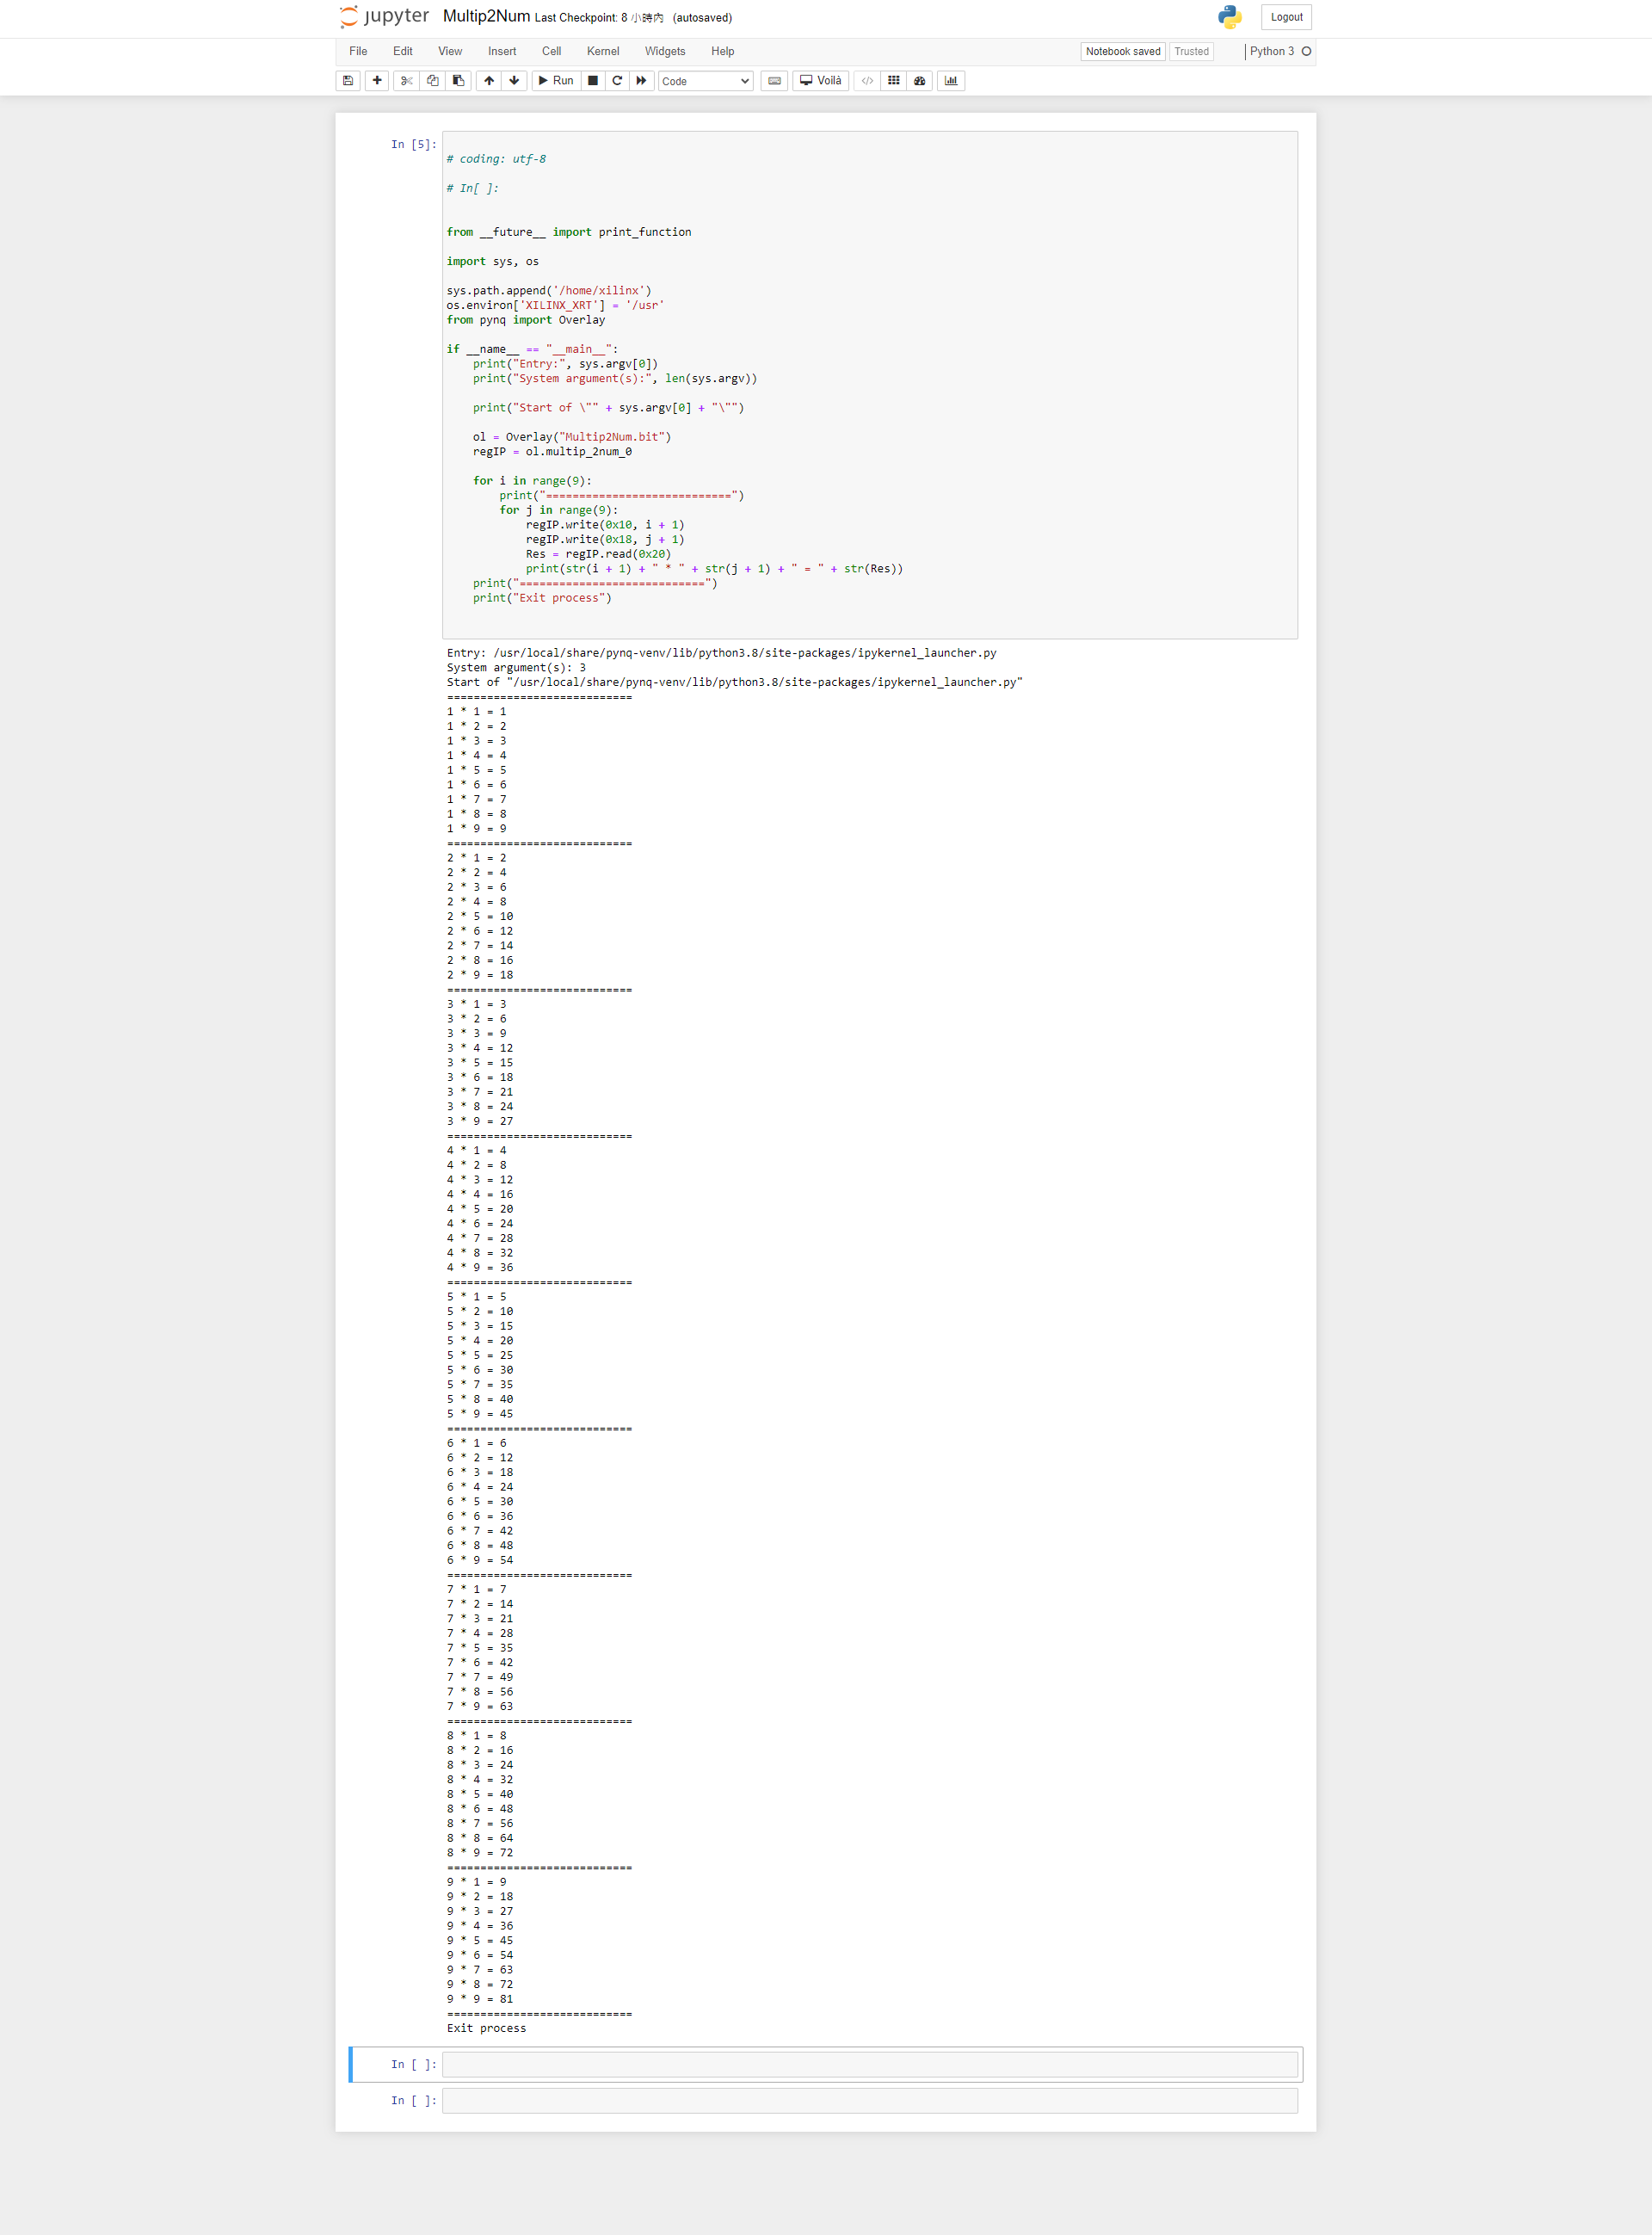 jupyter Multip2Num Last Checkpoint: 8 小時內 (autosaved)
Logout
File Edit View Insert Cell Kernel Widgets Help
Notebook saved Trusted Python 3
Run Code Voilà
In [5]:
# coding: utf-8
# In[ ]:
from __future__ import print_function
import sys, os
sys.path.append('/home/xilinx')
os.environ['XILINX_XRT'] = '/usr'
from pynq import Overlay
if __name__ == "__main__":
    print("Entry:", sys.argv[0])
    print("System argument(s):", len(sys.argv))
    print("Start of \"" + sys.argv[0] + "\"")
    ol = Overlay("Multip2Num.bit")
    regIP = ol.multip_2num_0
    for i in range(9):
        print("============================")
        for j in range(9):
            regIP.write(0x10, i + 1)
            regIP.write(0x18, j + 1)
            Res = regIP.read(0x20)
            print(str(i + 1) + " * " + str(j + 1) + " = " + str(Res))
    print("============================")
    print("Exit process")
Entry: /usr/local/share/pynq-venv/lib/python3.8/site-packages/ipykernel_launcher.py
System argument(s): 3
Start of "/usr/local/share/pynq-venv/lib/python3.8/site-packages/ipykernel_launcher.py"
============================
1 * 1 = 1
1 * 2 = 2
1 * 3 = 3
1 * 4 = 4
1 * 5 = 5
1 * 6 = 6
1 * 7 = 7
1 * 8 = 8
1 * 9 = 9
============================
2 * 1 = 2
2 * 2 = 4
2 * 3 = 6
2 * 4 = 8
2 * 5 = 10
2 * 6 = 12
2 * 7 = 14
2 * 8 = 16
2 * 9 = 18
============================
3 * 1 = 3
3 * 2 = 6
3 * 3 = 9
3 * 4 = 12
3 * 5 = 15
3 * 6 = 18
3 * 7 = 21
3 * 8 = 24
3 * 9 = 27
============================
4 * 1 = 4
4 * 2 = 8
4 * 3 = 12
4 * 4 = 16
4 * 5 = 20
4 * 6 = 24
4 * 7 = 28
4 * 8 = 32
4 * 9 = 36
============================
5 * 1 = 5
5 * 2 = 10
5 * 3 = 15
5 * 4 = 20
5 * 5 = 25
5 * 6 = 30
5 * 7 = 35
5 * 8 = 40
5 * 9 = 45
============================
6 * 1 = 6
6 * 2 = 12
6 * 3 = 18
6 * 4 = 24
6 * 5 = 30
6 * 6 = 36
6 * 7 = 42
6 * 8 = 48
6 * 9 = 54
============================
7 * 1 = 7
7 * 2 = 14
7 * 3 = 21
7 * 4 = 28
7 * 5 = 35
7 * 6 = 42
7 * 7 = 49
7 * 8 = 56
7 * 9 = 63
============================
8 * 1 = 8
8 * 2 = 16
8 * 3 = 24
8 * 4 = 32
8 * 5 = 40
8 * 6 = 48
8 * 7 = 56
8 * 8 = 64
8 * 9 = 72
============================
9 * 1 = 9
9 * 2 = 18
9 * 3 = 27
9 * 4 = 36
9 * 5 = 45
9 * 6 = 54
9 * 7 = 63
9 * 8 = 72
9 * 9 = 81
============================
Exit process
In [ ]:
In [ ]: